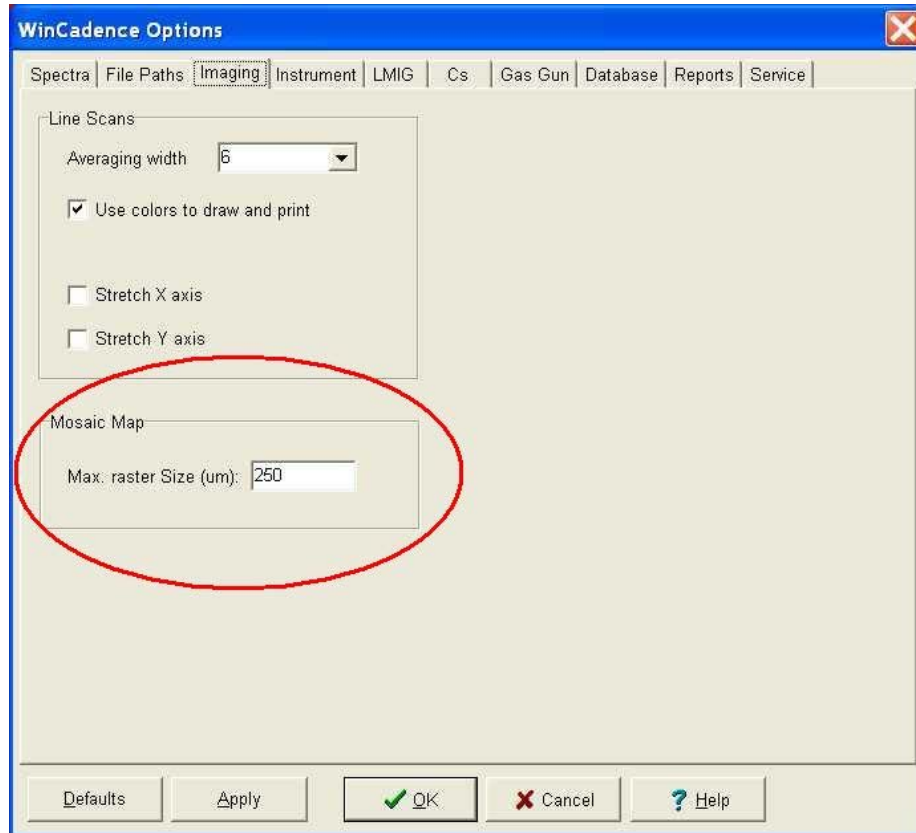 WinCadence Options
Spectra File Paths Imaging Instrument LMIG Cs Gas Gun Database Reports Service
Line Scans
Averaging width 6
Use colors to draw and print
Stretch X axis
Stretch Y axis
Mosaic Map
Max. raster Size (um): 250
Defaults Apply OK Cancel Help